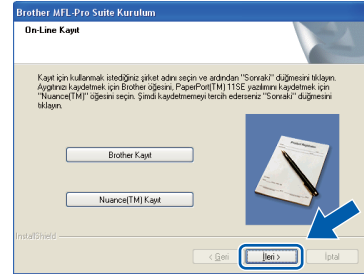 Brother MFL-Pro Suite Kurulum
On-Line Kayıt
Kayıt için kullanmak istediğiniz şirket adını seçin ve ardından "Sonraki" düğmesini tıklayın.
Aygıtınızı kaydetmek için Brother öğesini, PaperPort(TM) 11SE yazılımını kaydetmek için
"Nuance(TM)" öğesini seçin. Şimdi kaydetmemeyi tercih ederseniz "Sonraki" düğmesini
tıklayın.
Brother Kayıt
Product Registration
Nuance(TM) Kayıt
InstallShield
< Geri
İleri >
İptal